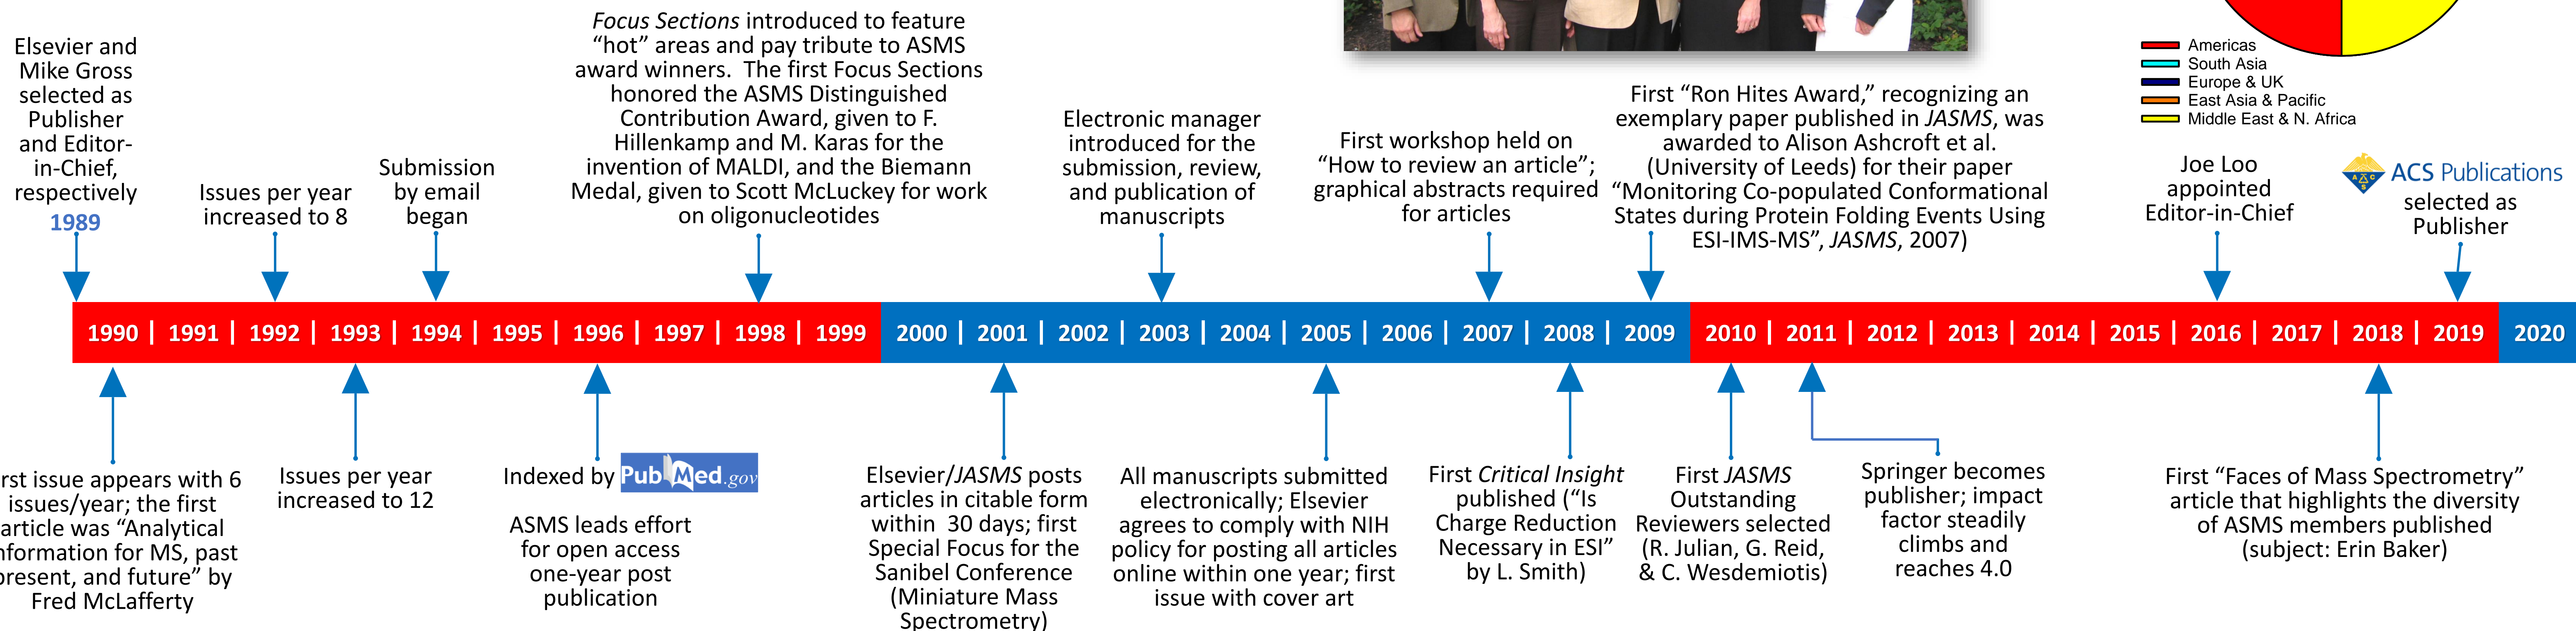 Elsevier and
Mike Gross
selected as
Publisher
and Editor-
in-Chief,
respectively
1989
Issues per year
increased to 8
Submission
by email
began
Focus Sections introduced to feature
“hot” areas and pay tribute to ASMS
award winners. The first Focus Sections
honored the ASMS Distinguished
Contribution Award, given to F.
Hillenkamp and M. Karas for the
invention of MALDI, and the Biemann
Medal, given to Scott McLuckey for work
on oligonucleotides
Electronic manager
introduced for the
submission, review,
and publication of
manuscripts
First workshop held on
“How to review an article”;
graphical abstracts required
for articles
First “Ron Hites Award,” recognizing an
exemplary paper published in JASMS, was
awarded to Alison Ashcroft et al.
(University of Leeds) for their paper
“Monitoring Co-populated Conformational
States during Protein Folding Events Using
ESI-IMS-MS”, JASMS, 2007)
Americas
South Asia
Europe & UK
East Asia & Pacific
Middle East & N. Africa
Joe Loo
appointed
Editor-in-Chief
ACS
ACS Publications
selected as
Publisher
1990 | 1991 | 1992 | 1993 | 1994 | 1995 | 1996 | 1997 | 1998 | 1999 2000 | 2001 | 2002 | 2003 | 2004 | 2005 | 2006 | 2007 | 2008 | 2009 2010 | 2011 | 2012 | 2013 | 2014 | 2015 | 2016 | 2017 | 2018 | 2019 2020
rst issue appears with 6
issues/year; the first
article was “Analytical
nformation for MS, past
present, and future” by
Fred McLafferty
Issues per year
increased to 12
Indexed by PubMed.gov
ASMS leads effort
for open access
one-year post
publication
Elsevier/JASMS posts
articles in citable form
within 30 days; first
Special Focus for the
Sanibel Conference
(Miniature Mass
Spectrometry)
All manuscripts submitted
electronically; Elsevier
agrees to comply with NIH
policy for posting all articles
online within one year; first
issue with cover art
First Critical Insight
published (“Is
Charge Reduction
Necessary in ESI”
by L. Smith)
First JASMS
Outstanding
Reviewers selected
(R. Julian, G. Reid,
& C. Wesdemiotis)
Springer becomes
publisher; impact
factor steadily
climbs and
reaches 4.0
First “Faces of Mass Spectrometry”
article that highlights the diversity
of ASMS members published
(subject: Erin Baker)